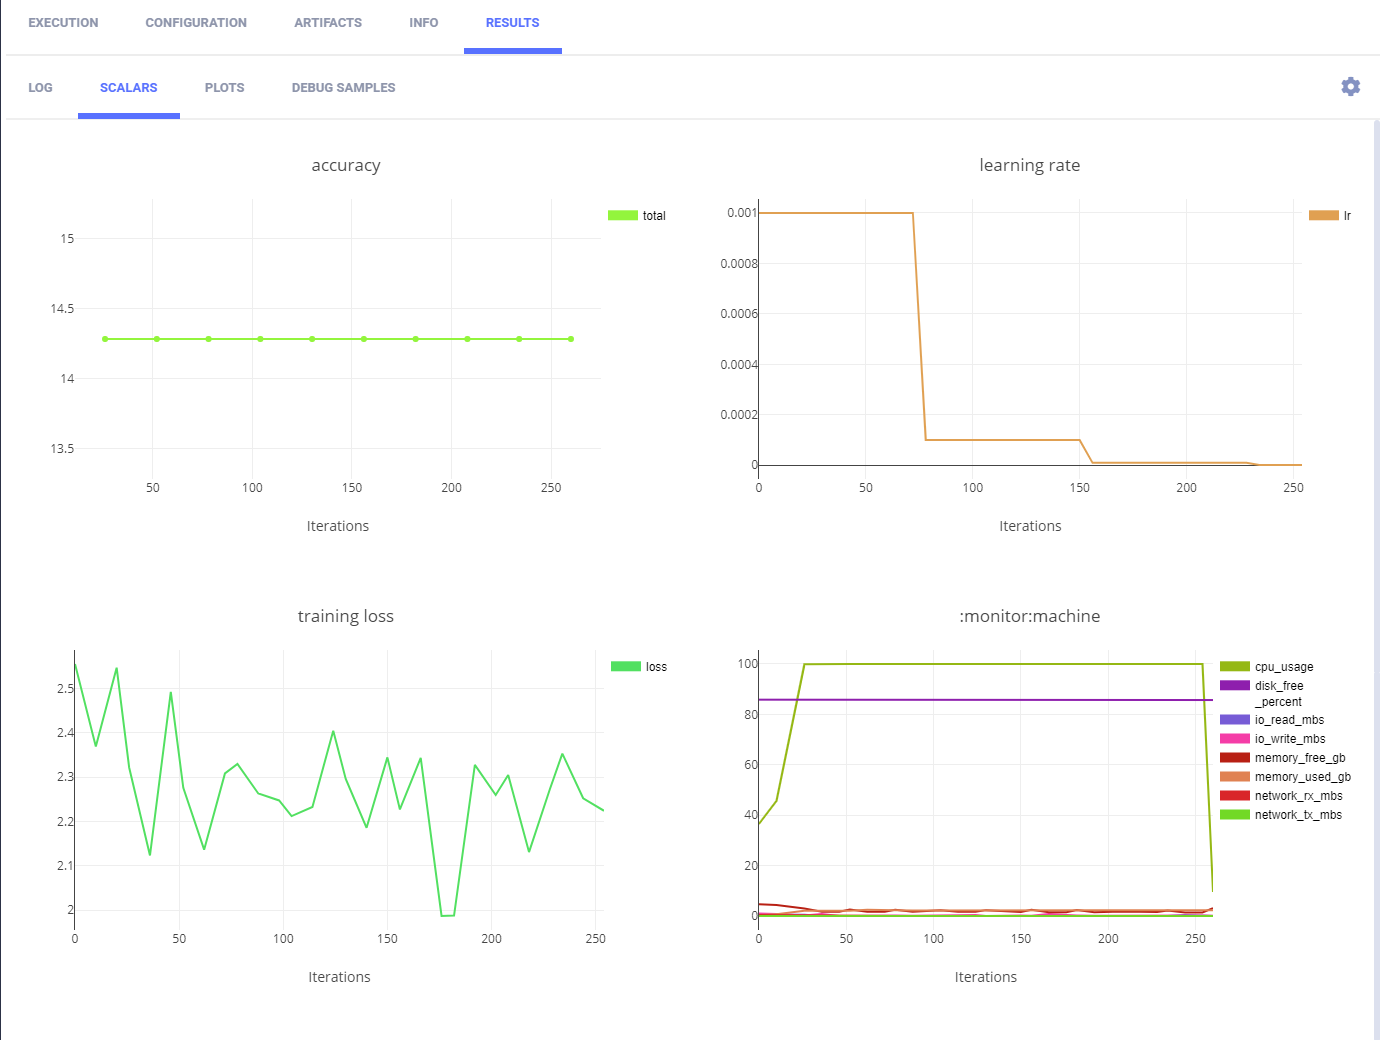 EXECUTION CONFIGURATION ARTIFACTS INFO RESULTS
LOG SCALARS PLOTS DEBUG SAMPLES
accuracy
total
15
14.5
14
13.5
50 100 150 200 250
Iterations
learning rate
lr
0.001
0.0008
0.0006
0.0004
0.0002
0
0 50 100 150 200 250
Iterations
training loss
loss
2.5
2.4
2.3
2.2
2.1
2
0 50 100 150 200 250
Iterations
:monitor:machine
100
80
60
40
20
0
0 50 100 150 200 250
Iterations
cpu_usage
disk_free
_percent
io_read_mbs
io_write_mbs
memory_free_gb
memory_used_gb
network_rx_mbs
network_tx_mbs